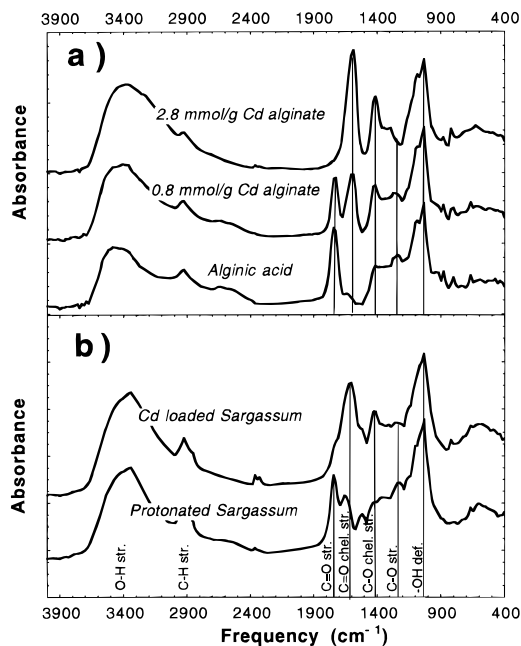 3900 3400 2900 2400 1900 1400 900 400
a )
2.8 mmol/g Cd alginate
0.8 mmol/g Cd alginate
Alginic acid
Absorbance
b )
Cd loaded Sargassum
Protonated Sargassum
Absorbance
O-H str.
C-H str.
C=O str.
C=O chel. str.
C-O chel. str.
C-O str.
-OH def.
3900 3400 2900 2400 1900 1400 900 400
Frequency (cm-1)